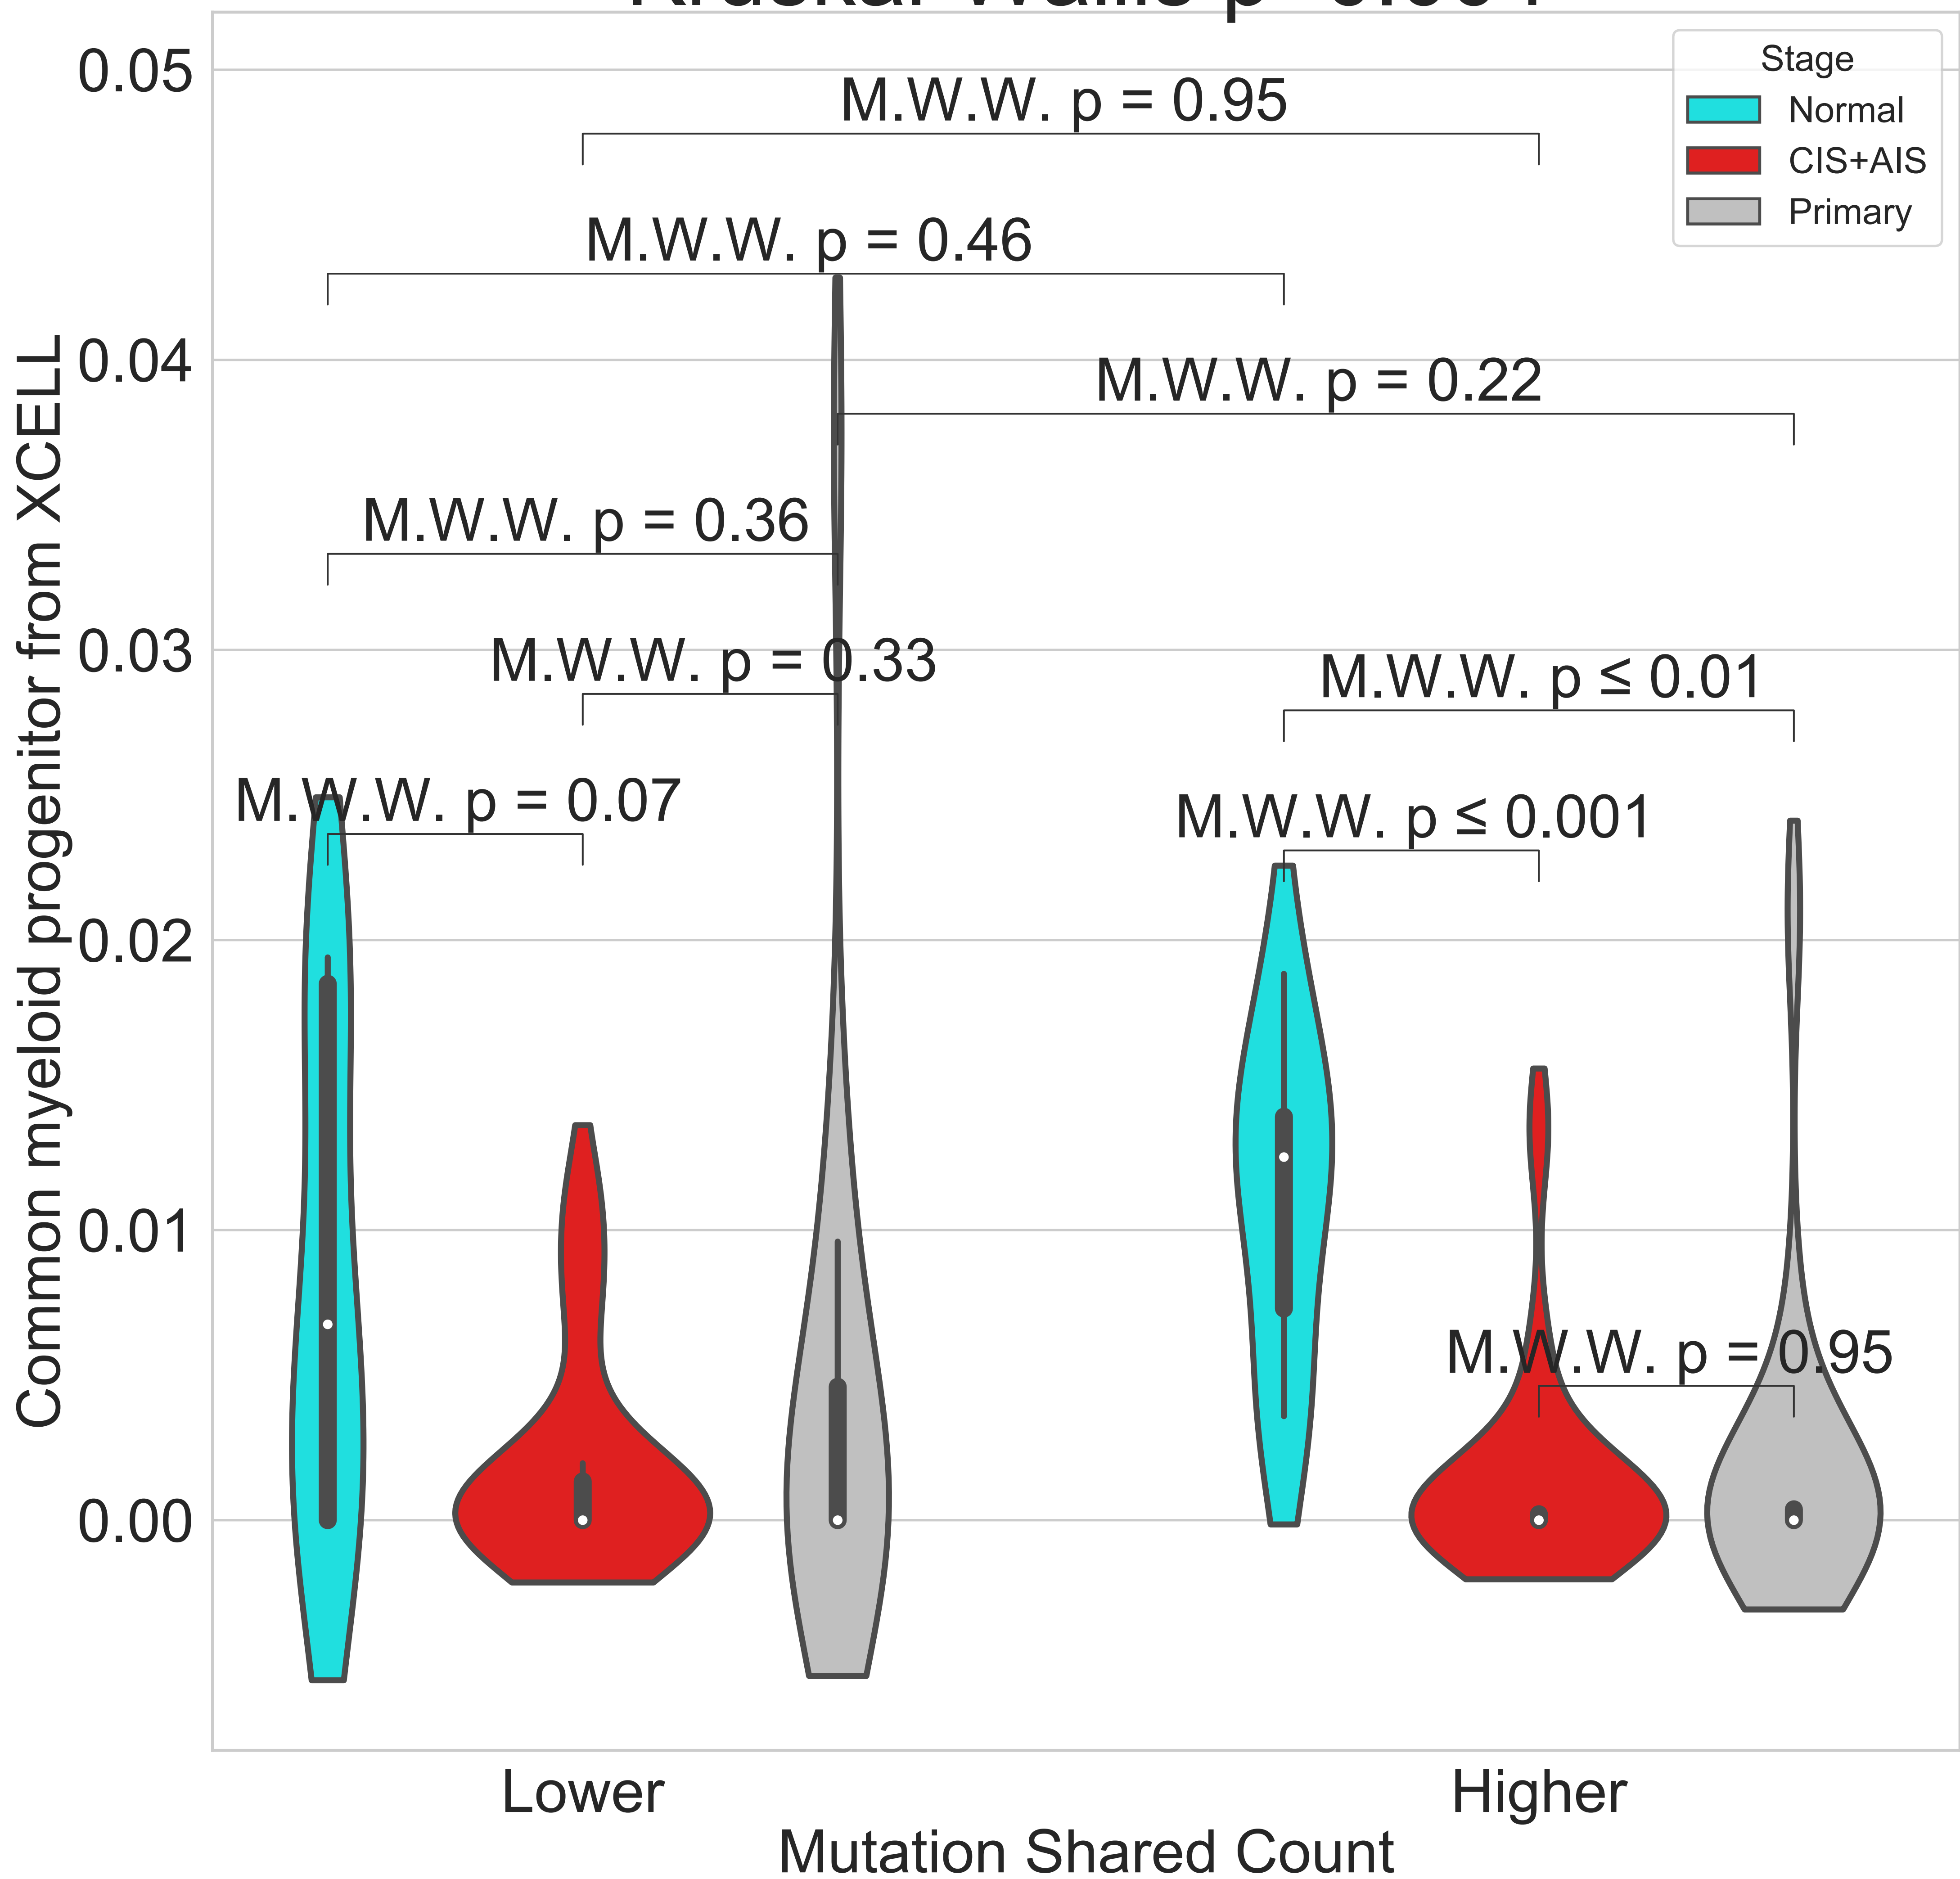 0.05
0.04
0.03
0.02
0.01
0.00
Common myeloid progenitor from XCELL
M.W.W. p = 0.95
M.W.W. p = 0.46
M.W.W. p = 0.22
M.W.W. p = 0.36
M.W.W. p = 0.33
M.W.W. p ≤ 0.01
M.W.W. p = 0.07
M.W.W. p ≤ 0.001
M.W.W. p = 0.95
Stage
Normal
CIS+AIS
Primary
Lower
Higher
Mutation Shared Count